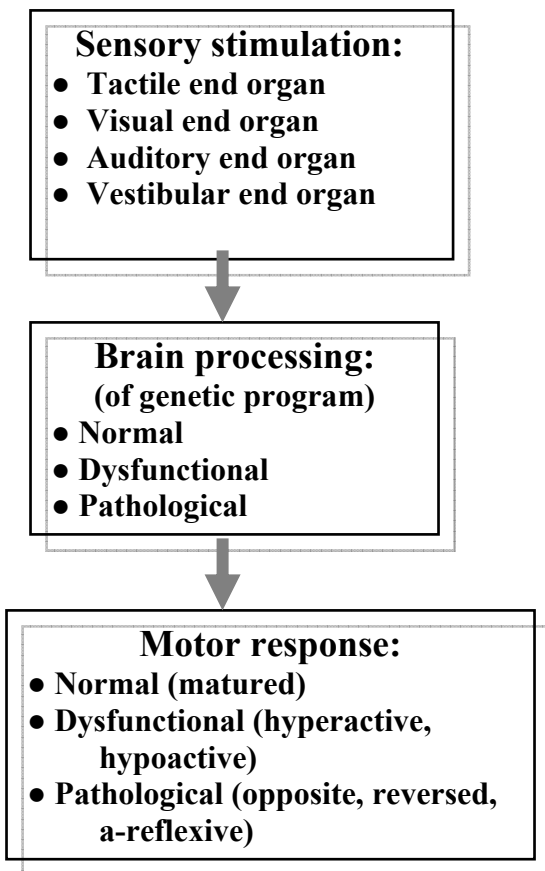 Sensory stimulation:
● Tactile end organ
● Visual end organ
● Auditory end organ
● Vestibular end organ
Brain processing:
(of genetic program)
● Normal
● Dysfunctional
● Pathological
Motor response:
● Normal (matured)
● Dysfunctional (hyperactive,
hypoactive)
● Pathological (opposite, reversed,
a-reflexive)